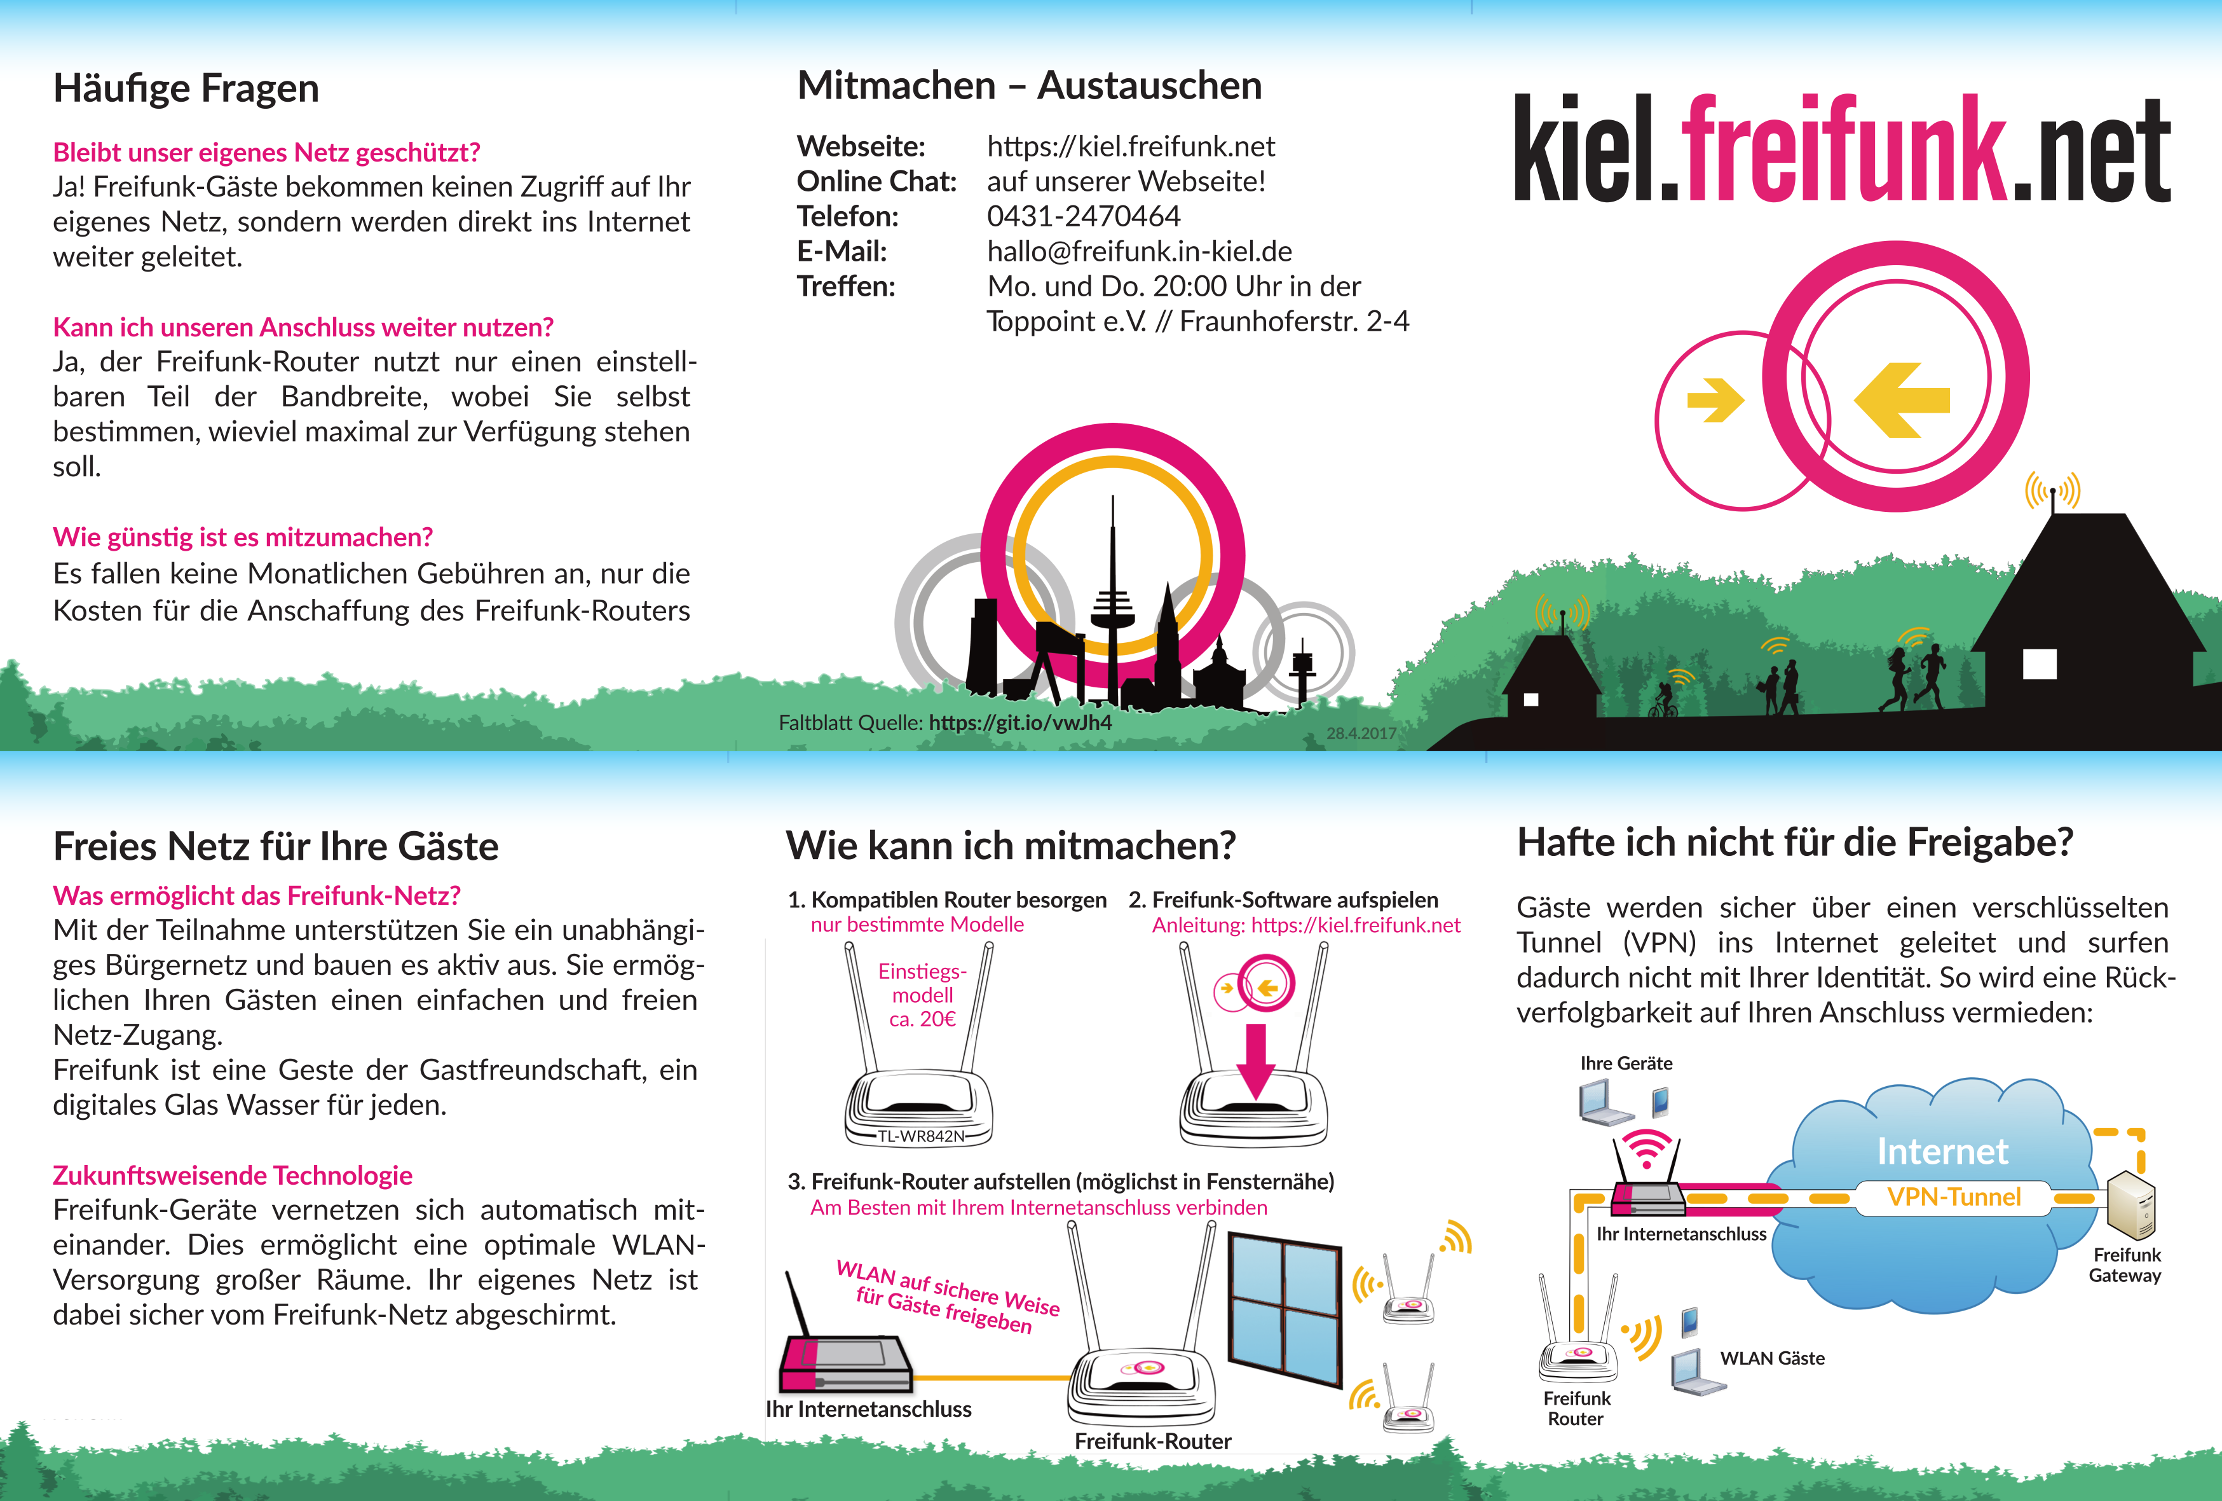 Häufige Fragen
Bleibt unser eigenes Netz geschützt?
Ja! Freifunk-Gäste bekommen keinen Zugriff auf Ihr
eigenes Netz, sondern werden direkt ins Internet
weiter geleitet.
Kann ich unseren Anschluss weiter nutzen?
Ja, der Freifunk-Router nutzt nur einen einstell-
baren Teil der Bandbreite, wobei Sie selbst
bestimmen, wieviel maximal zur Verfügung stehen
soll.
Wie günstig ist es mitzumachen?
Es fallen keine Monatlichen Gebühren an, nur die
Kosten für die Anschaffung des Freifunk-Routers
Mitmachen – Austauschen
Webseite: https://kiel.freifunk.net
Online Chat: auf unserer Webseite!
Telefon: 0431-2470464
E-Mail: hallo@freifunk.in-kiel.de
Treffen: Mo. und Do. 20:00 Uhr in der
Toppoint e.V. // Fraunhoferstr. 2-4
Faltblatt Quelle: https://git.io/vwJh4
28.4.2017
kiel.freifunk.net
Freies Netz für Ihre Gäste
Was ermöglicht das Freifunk-Netz?
Mit der Teilnahme unterstützen Sie ein unabhängi-
ges Bürgernetz und bauen es aktiv aus. Sie ermög-
lichen Ihren Gästen einen einfachen und freien
Netz-Zugang.
Freifunk ist eine Geste der Gastfreundschaft, ein
digitales Glas Wasser für jeden.
Zukunftsweisende Technologie
Freifunk-Geräte vernetzen sich automatisch mit-
einander. Dies ermöglicht eine optimale WLAN-
Versorgung großer Räume. Ihr eigenes Netz ist
dabei sicher vom Freifunk-Netz abgeschirmt.
Wie kann ich mitmachen?
1. Kompatiblen Router besorgen
nur bestimmte Modelle
Einstiegs-
modell
ca. 20€
TL-WR842N
2. Freifunk-Software aufspielen
Anleitung: https://kiel.freifunk.net
3. Freifunk-Router aufstellen (möglichst in Fensternähe)
Am Besten mit Ihrem Internetanschluss verbinden
WLAN auf sichere Weise
für Gäste freigeben
Ihr Internetanschluss
Freifunk-Router
Hafte ich nicht für die Freigabe?
Gäste werden sicher über einen verschlüsselten
Tunnel (VPN) ins Internet geleitet und surfen
dadurch nicht mit Ihrer Identität. So wird eine Rück-
verfolgbarkeit auf Ihren Anschluss vermieden:
Ihre Geräte
Internet
VPN-Tunnel
Ihr Internetanschluss
Freifunk
Gateway
WLAN Gäste
Freifunk
Router